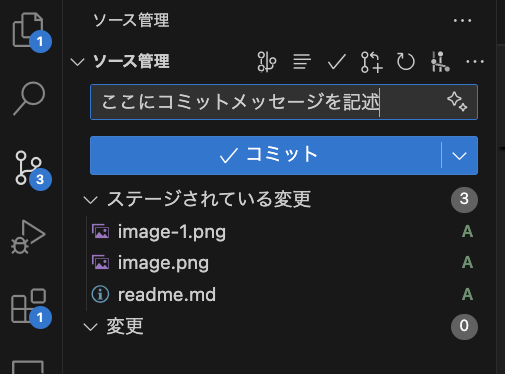 ソース管理
ソース管理
ここにコミットメッセージを記述
コミット
ステージされている変更 3
image-1.png A
image.png A
readme.md A
変更 0
1
3
1